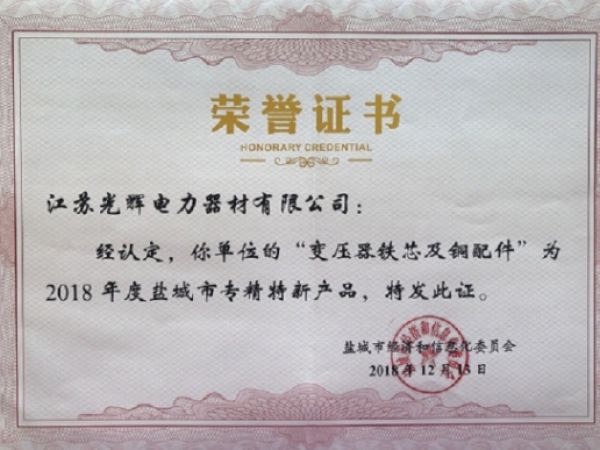 荣誉证书
HONORARY CREDENTIAL
江苏光辉电力器材有限公司：
经认定，你单位的“变压器铁芯及铜配件”为
2018年度盐城市专精特新产品，特发此证。
盐城市经济和信息化委员会
2018年12月13日